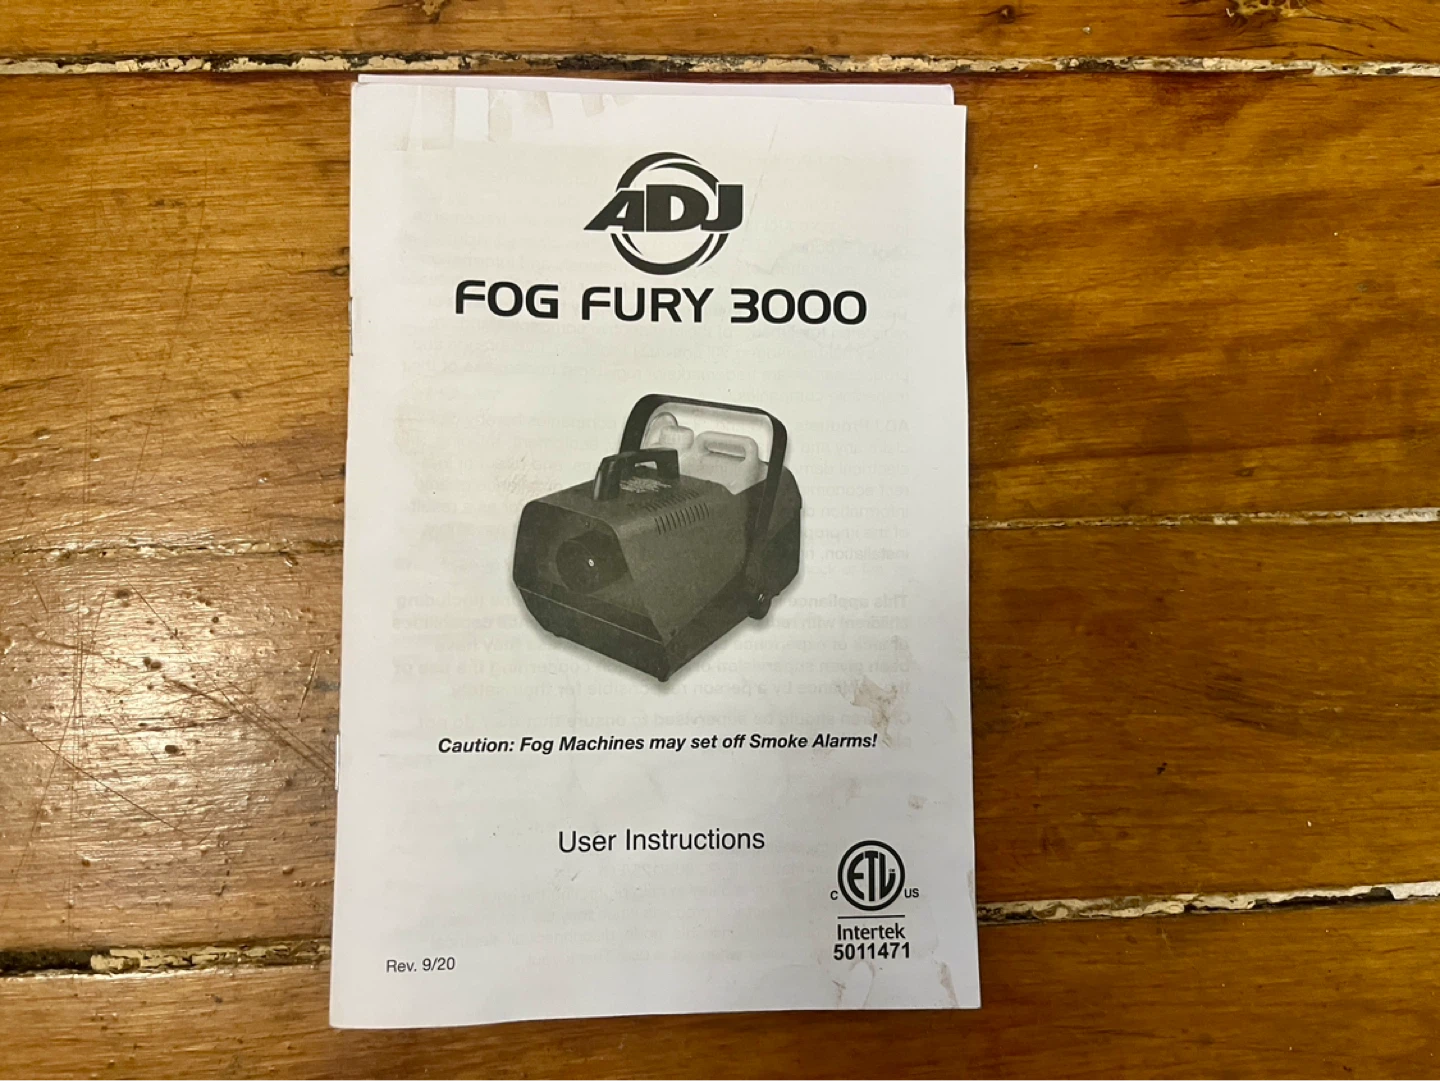 ADJ
FOG FURY 3000
Caution: Fog Machines may set off Smoke Alarms!
User Instructions
C ETL US
Intertek
5011471
Rev. 9/20